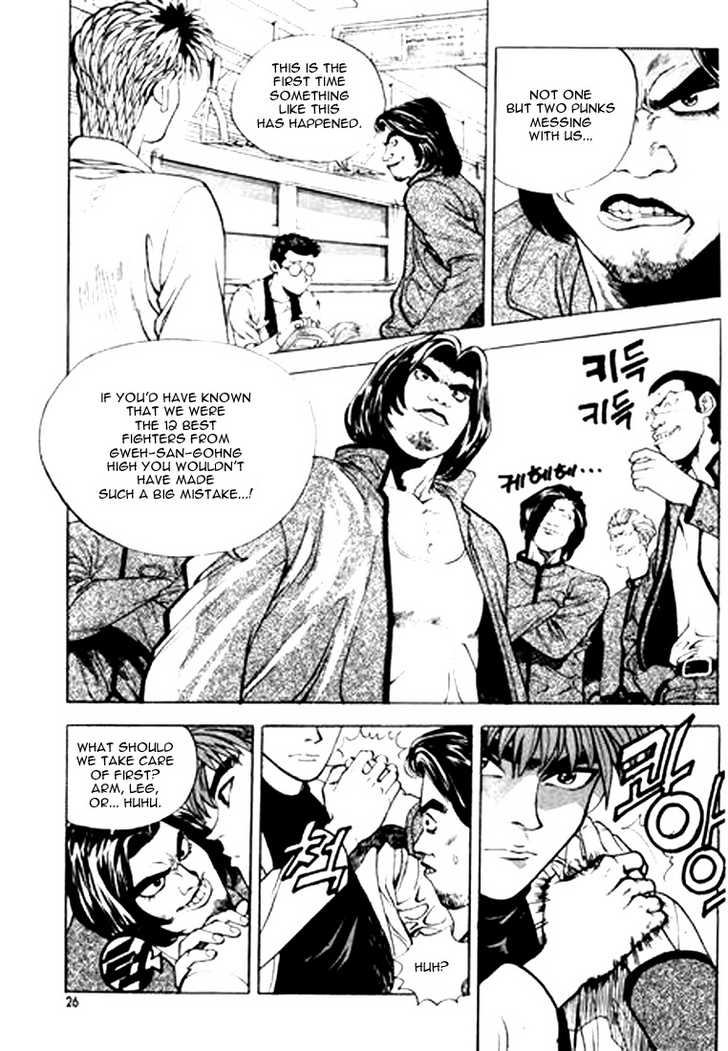 THIS IS THE
FIRST TIME
SOMETHING
LIKE THIS
HAS HAPPENED.
NOT ONE
BUT TWO PUNKS
MESSING
WITH US...
IF YOU'D HAVE KNOWN
THAT WE WERE
THE 12 BEST
FIGHTERS FROM
GWEH-SAN-GOHNG
HIGH YOU WOULDN'T
HAVE MADE
SUCH A BIG MISTAKE...!
키득
키득
케헤헤...
WHAT SHOULD
WE TAKE CARE
OF FIRST?
ARM, LEG,
OR... HUHU.
척
HUH?
콰악
26